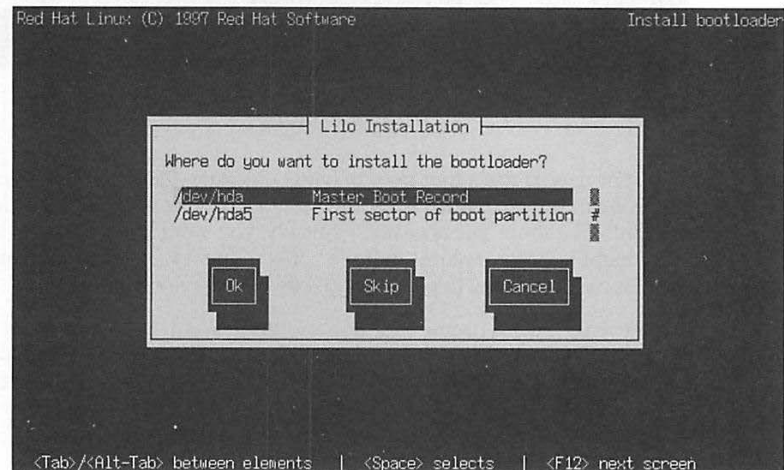 Red Hat Linux (C) 1997 Red Hat Software Install bootloader
Lilo Installation
Where do you want to install the bootloader?
/dev/hda Master Boot Record
/dev/hda5 First sector of boot partition
Ok Skip Cancel
<Tab>/<Alt-Tab> between elements | <Space> selects | <F12> next screen